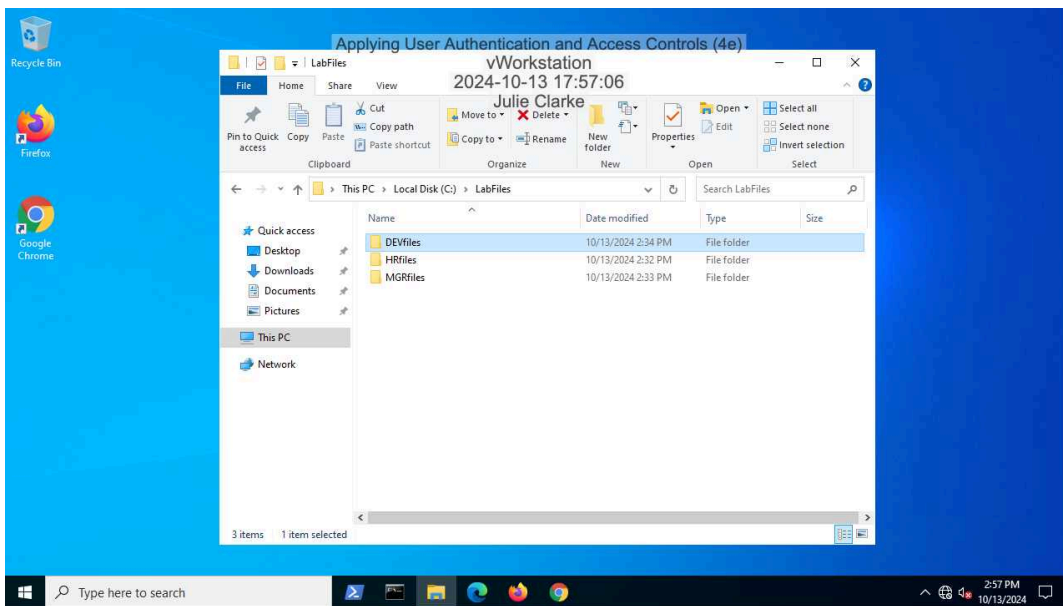 Applying User Authentication and Access Controls (4e)
vWorkstation
2024-10-13 17:57:06
Julie Clarke
Recycle Bin
Firefox
Google
Chrome
LabFiles
File Home Share View
Pin to Quick
access
Copy
Paste
Cut
Copy path
Paste shortcut
Clipboard
Move to
Copy to
Delete
Rename
Organize
New
folder
New
Properties
Open
Edit
Open
Select all
Select none
Invert selection
Select
This PC > Local Disk (C:) > LabFiles
Search LabFiles
Quick access
Desktop
Downloads
Documents
Pictures
This PC
Network
Name Date modified Type Size
DEVfiles 10/13/2024 2:34 PM File folder
HRfiles 10/13/2024 2:32 PM File folder
MGRfiles 10/13/2024 2:33 PM File folder
3 items 1 item selected
Type here to search
2:57 PM
10/13/2024